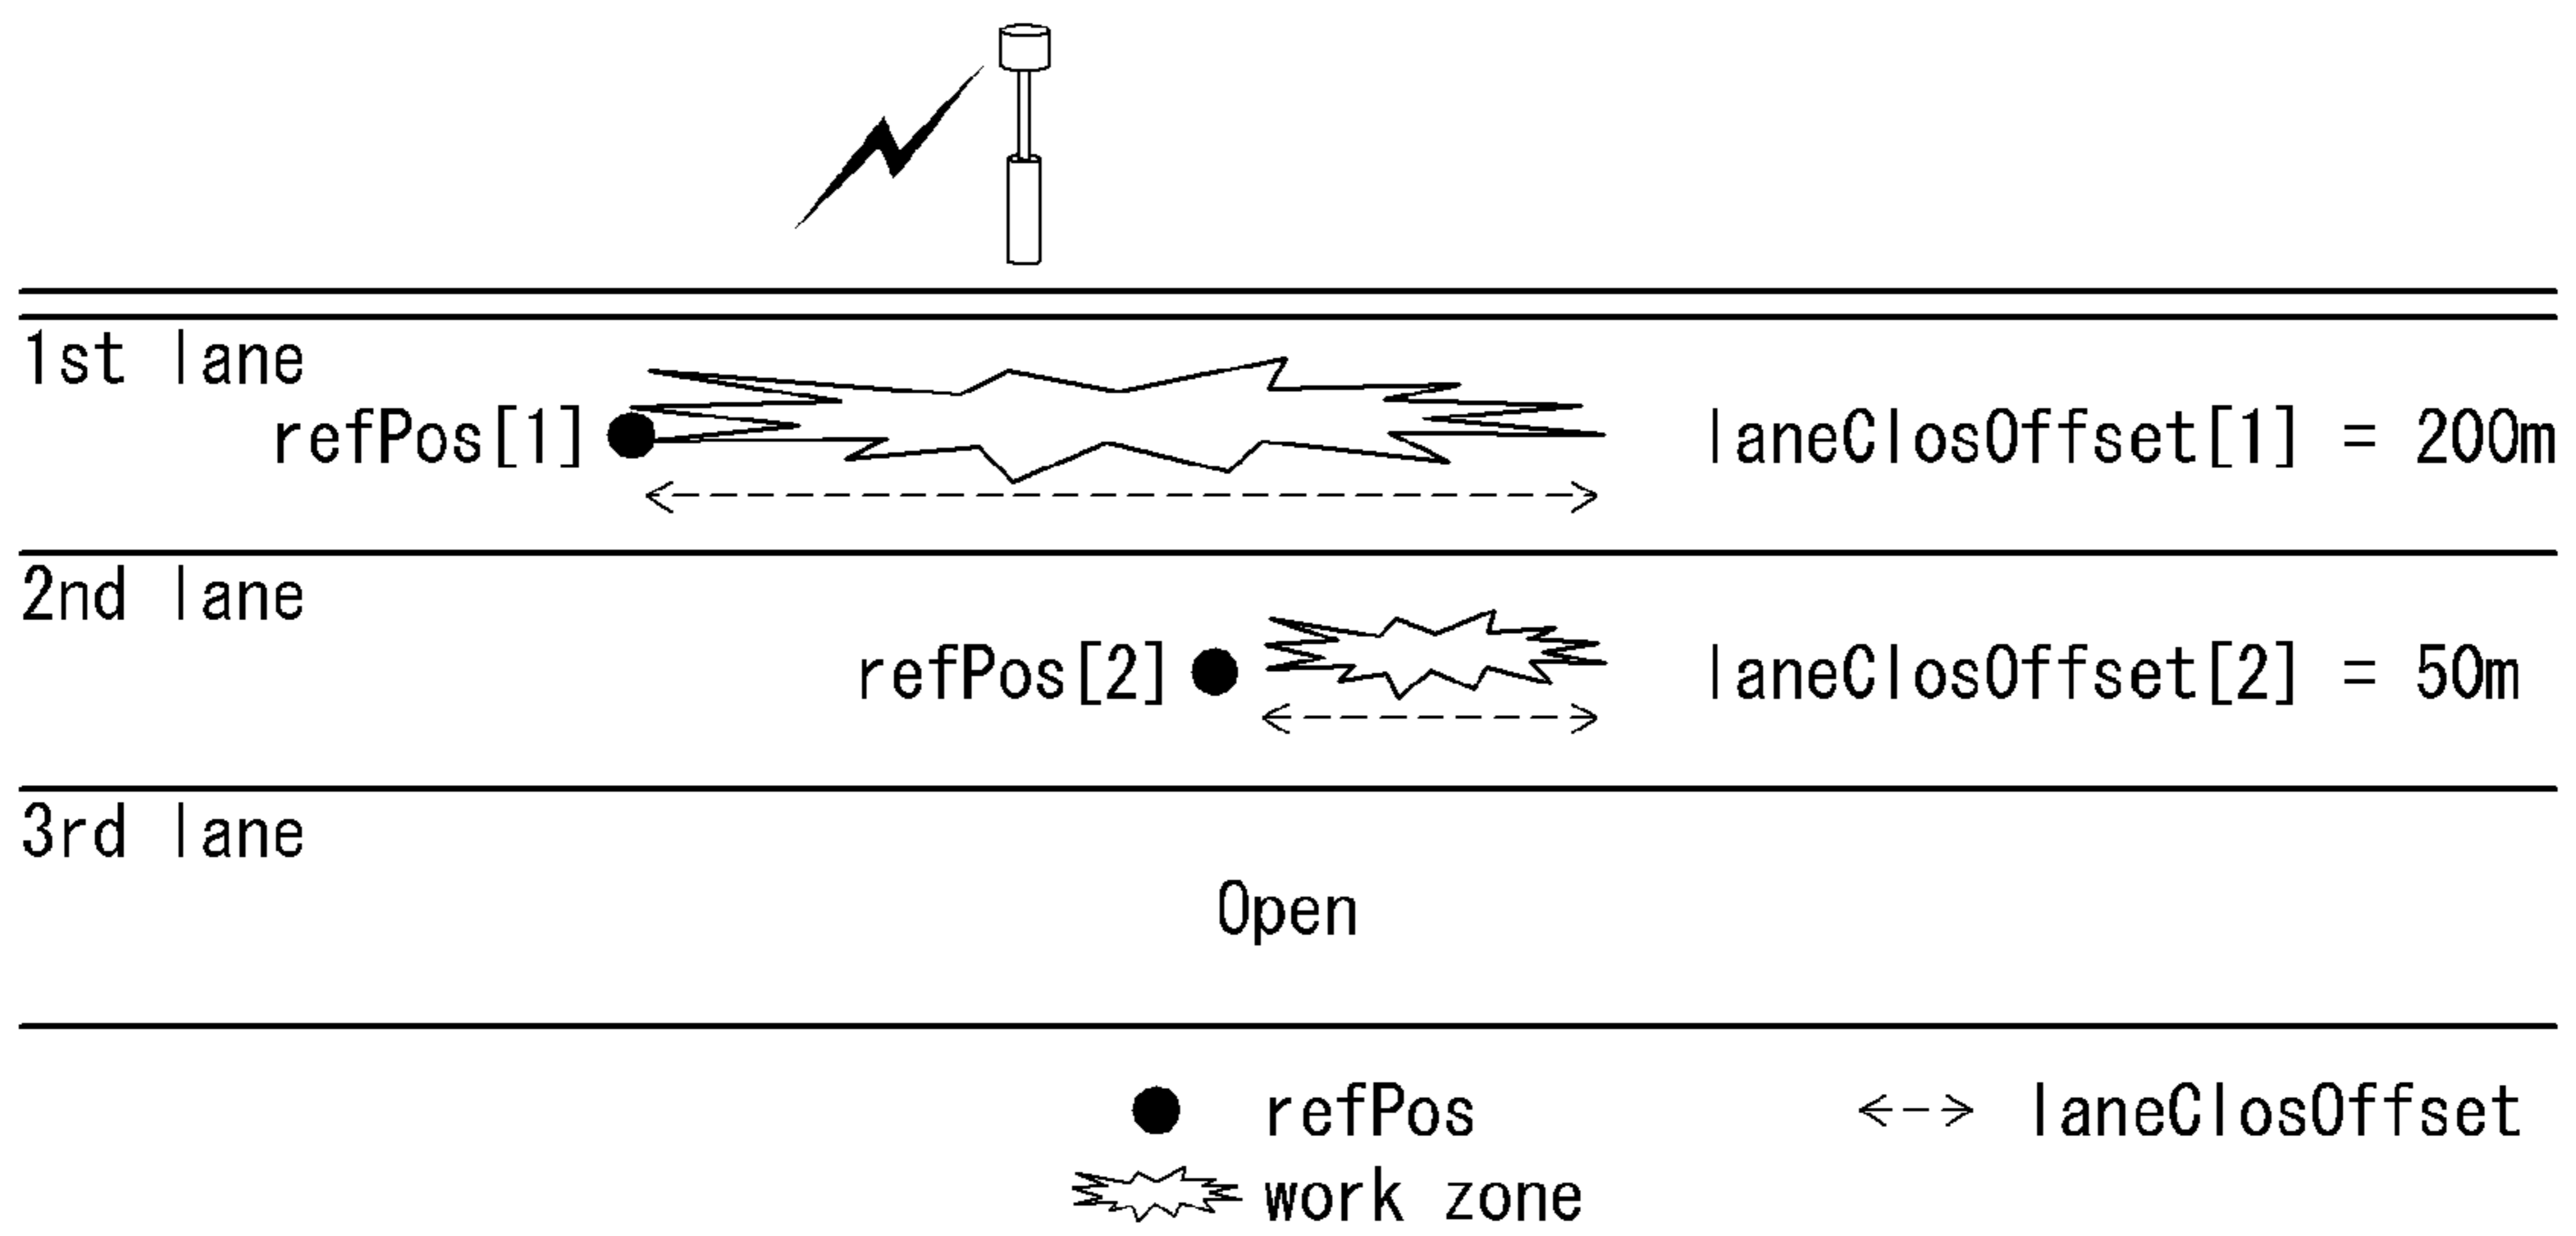 1st lane
refPos[1] laneClosOffset[1] = 200m
2nd lane
refPos[2] laneClosOffset[2] = 50m
3rd lane
Open
refPos laneClosOffset
work zone